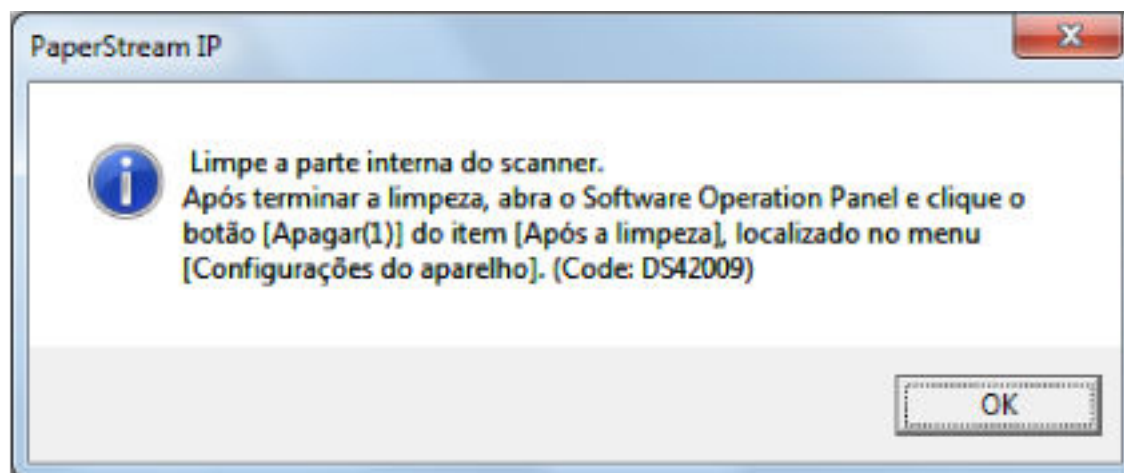 PaperStream IP
Limpe a parte interna do scanner.
Após terminar a limpeza, abra o Software Operation Panel e clique o
botão [Apagar(1)] do item [Após a limpeza], localizado no menu
[Configurações do aparelho]. (Code: DS42009)
OK